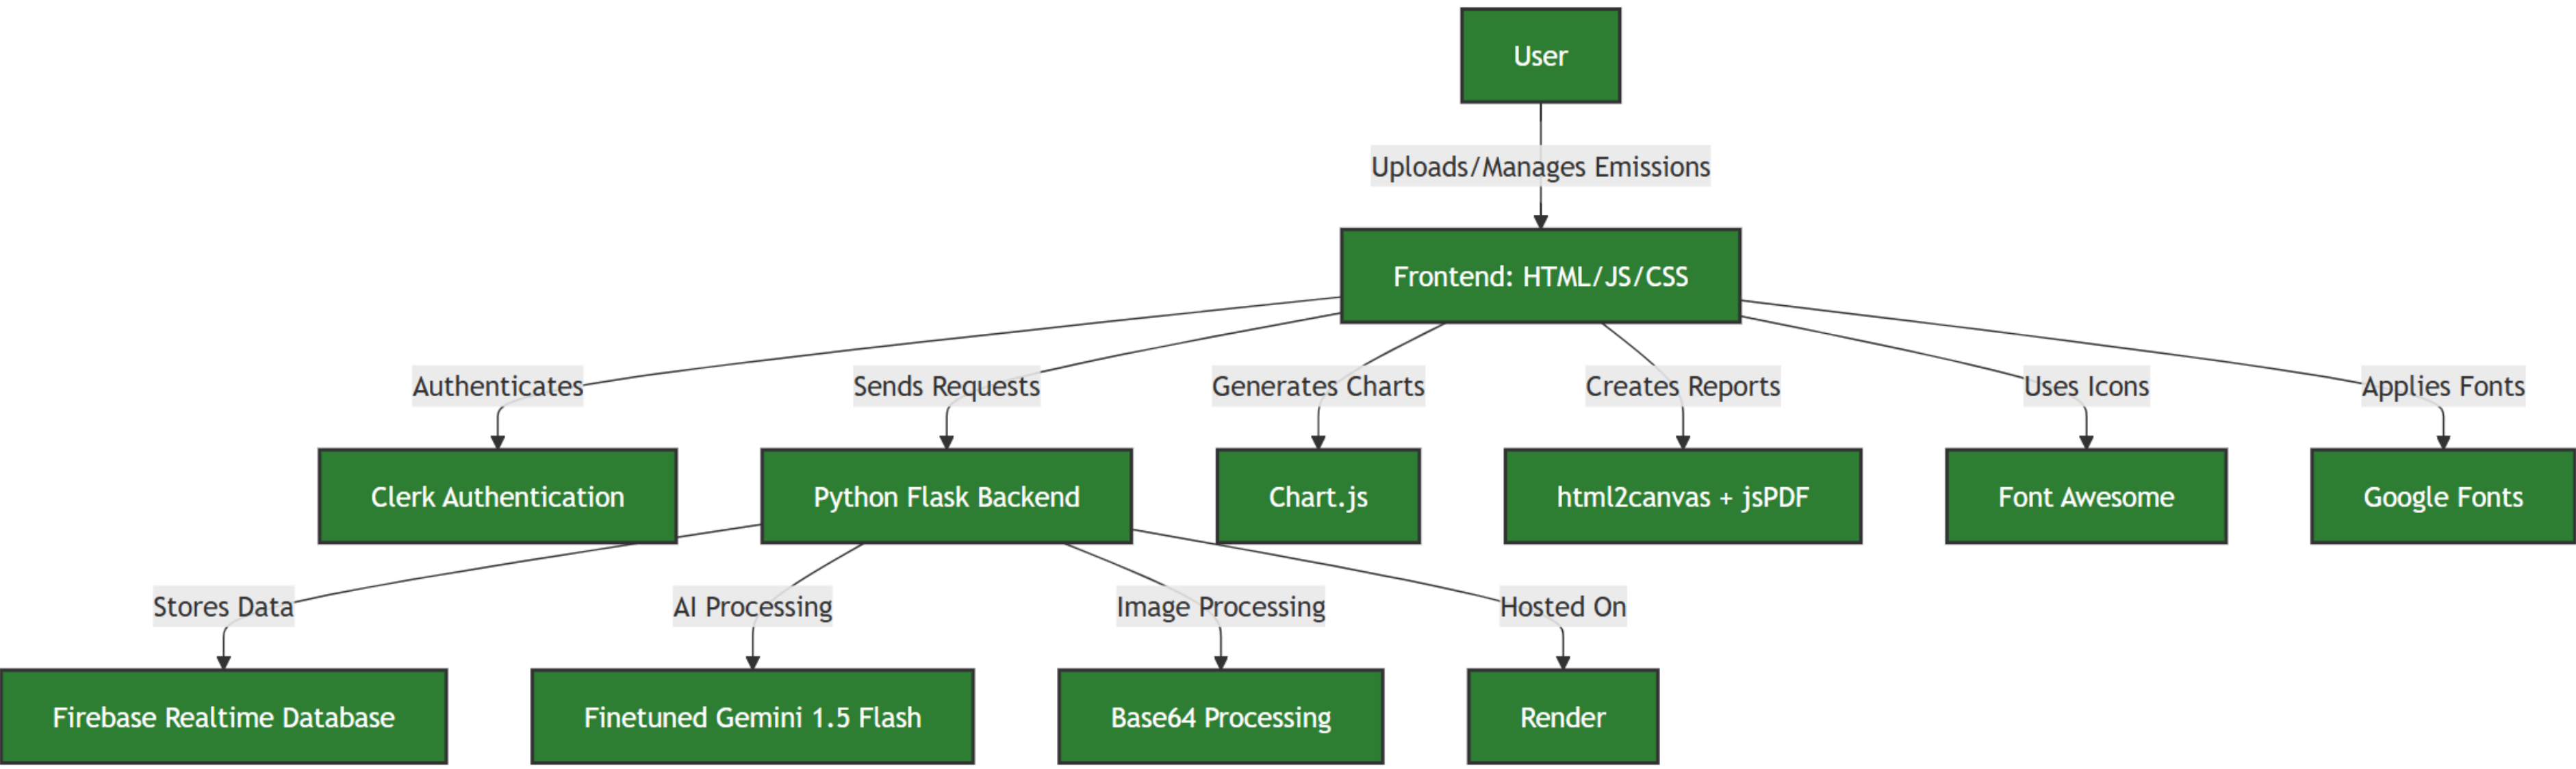 User
Uploads/Manages Emissions
Frontend: HTML/JS/CSS
Authenticates
Sends Requests
Generates Charts
Creates Reports
Uses Icons
Applies Fonts
Clerk Authentication
Python Flask Backend
Chart.js
html2canvas + jsPDF
Font Awesome
Google Fonts
Stores Data
AI Processing
Image Processing
Hosted On
Firebase Realtime Database
Finetuned Gemini 1.5 Flash
Base64 Processing
Render